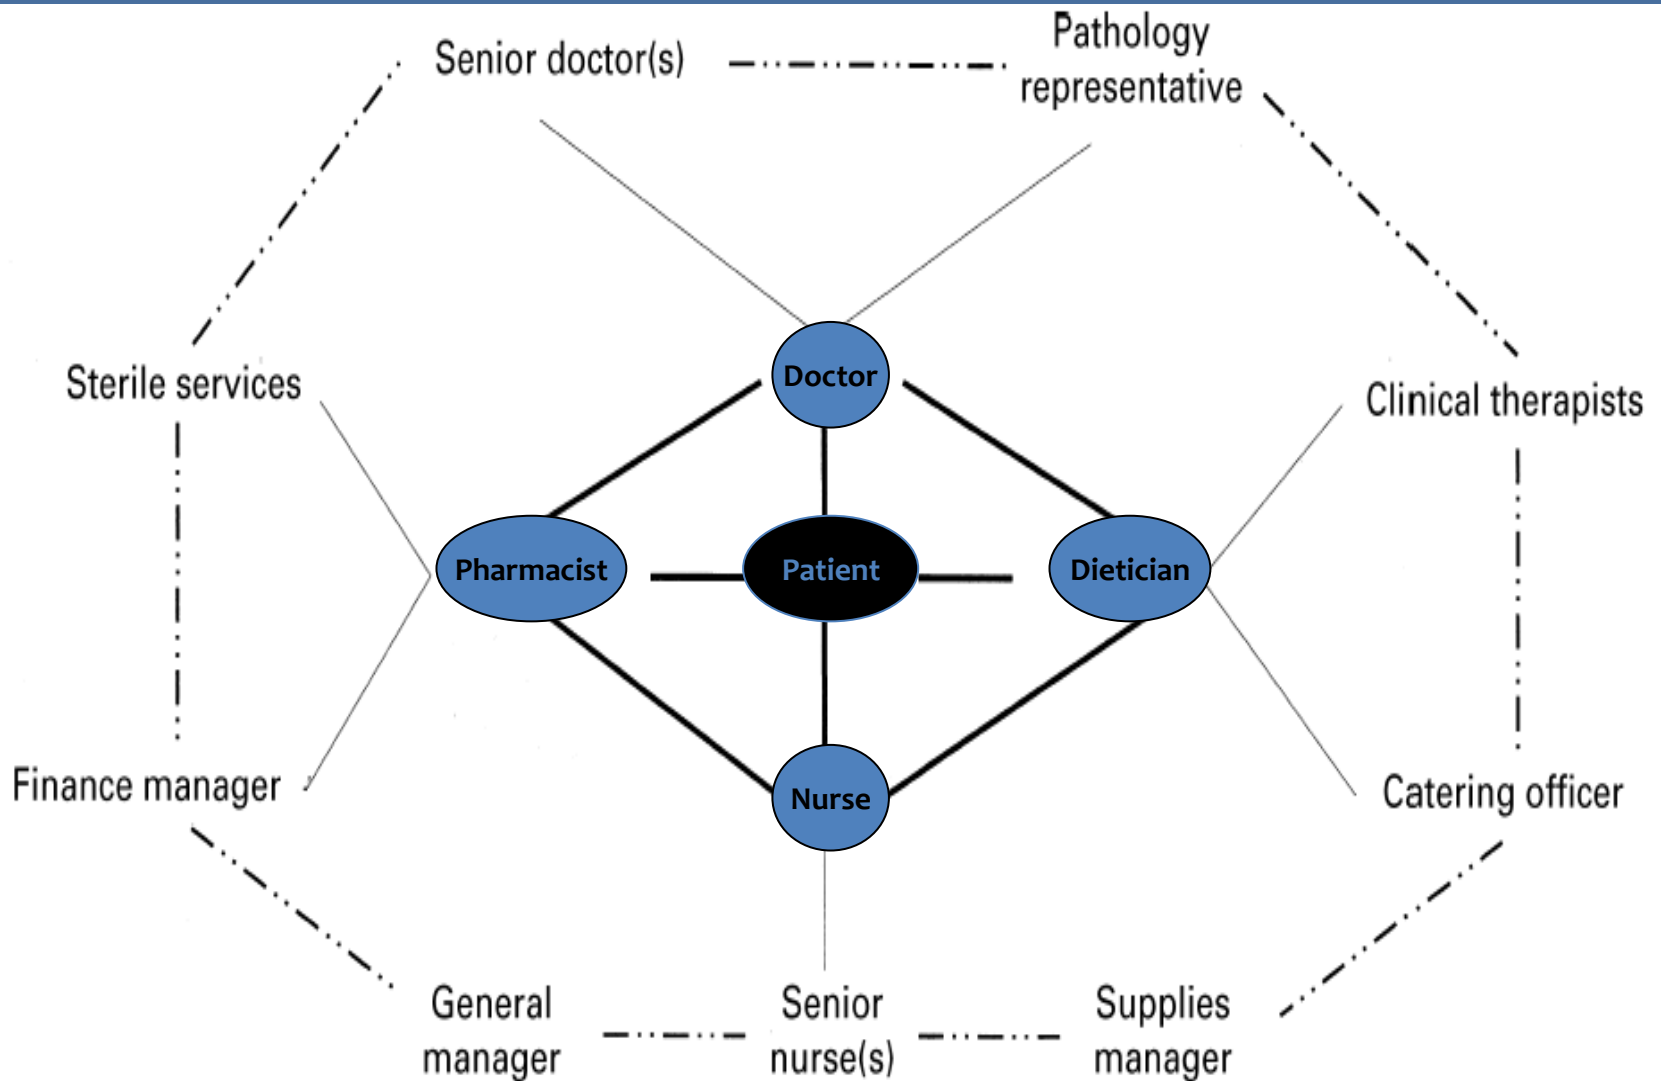 Senior doctor(s)
Pathology
representative
Doctor
Sterile services
Clinical therapists
Pharmacist
Patient
Dietician
Nurse
Finance manager
Catering officer
General
manager
Senior
nurse(s)
Supplies
manager